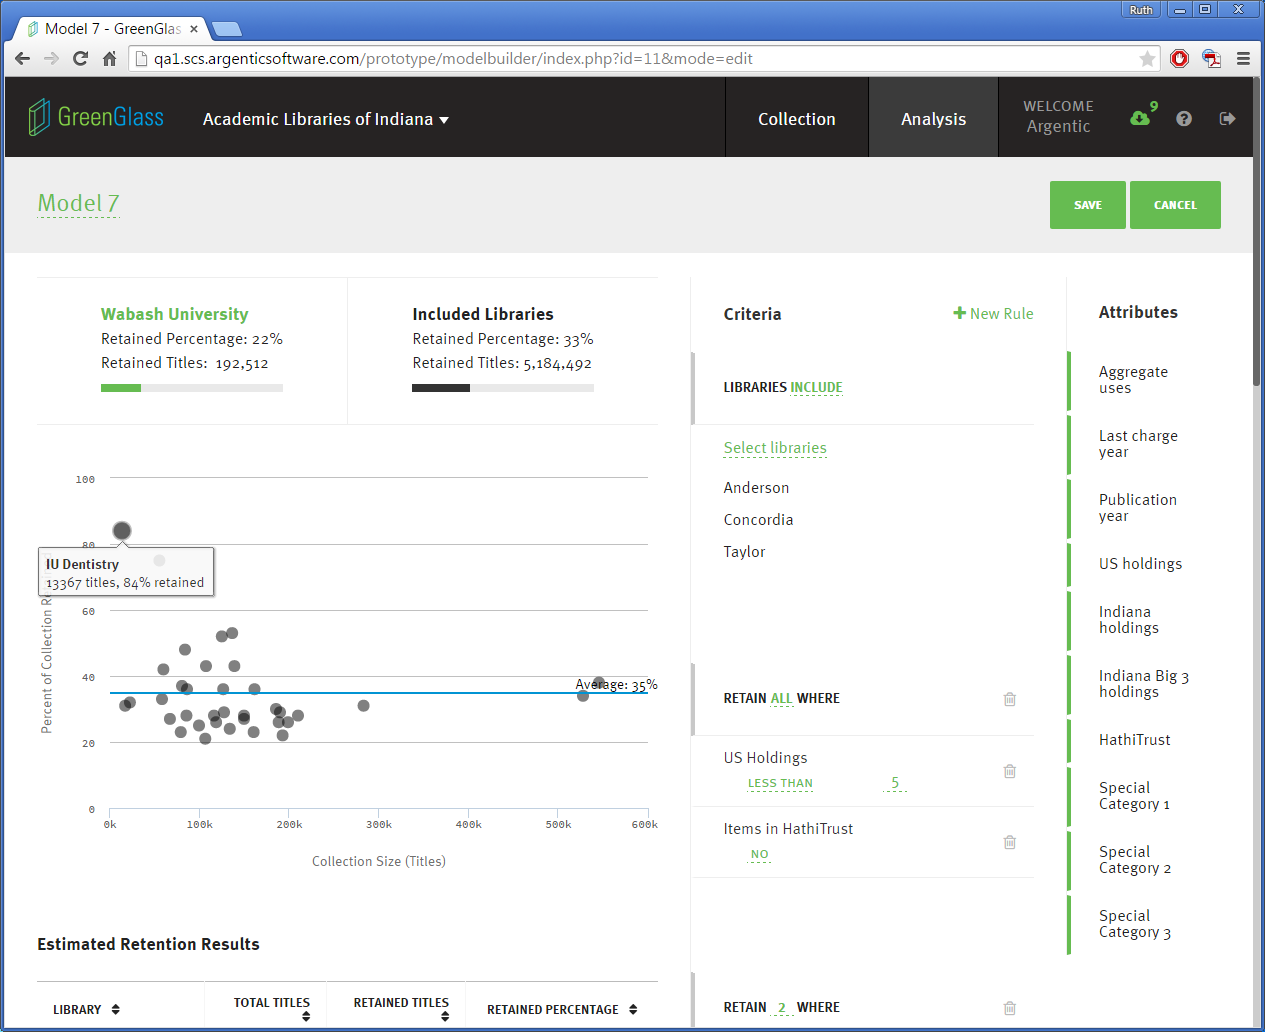 Ruth
Model 7 - GreenGlas
qa1.scs.argenticsoftware.com/prototype/modelbuilder/index.php?id=11&mode=edit
GreenGlass
Academic Libraries of Indiana
Collection
Analysis
WELCOME
Argentic
9
?
Model 7
SAVE
CANCEL
Wabash University
Retained Percentage: 22%
Retained Titles: 192,512
Included Libraries
Retained Percentage: 33%
Retained Titles: 5,184,492
100
80
60
40
20
0
IU Dentistry
13367 titles, 84% retained
Average: 35%
Percent of Collection R
0k
100k
200k
300k
400k
500k
600k
Collection Size (Titles)
Estimated Retention Results
LIBRARY
TOTAL TITLES
RETAINED TITLES
RETAINED PERCENTAGE
Criteria
+ New Rule
LIBRARIES INCLUDE
Select libraries
Anderson
Concordia
Taylor
RETAIN ALL WHERE
US Holdings
LESS THAN 5
Items in HathiTrust
NO
RETAIN 2 WHERE
Attributes
Aggregate
uses
Last charge
year
Publication
year
US holdings
Indiana
holdings
Indiana Big 3
holdings
HathiTrust
Special
Category 1
Special
Category 2
Special
Category 3